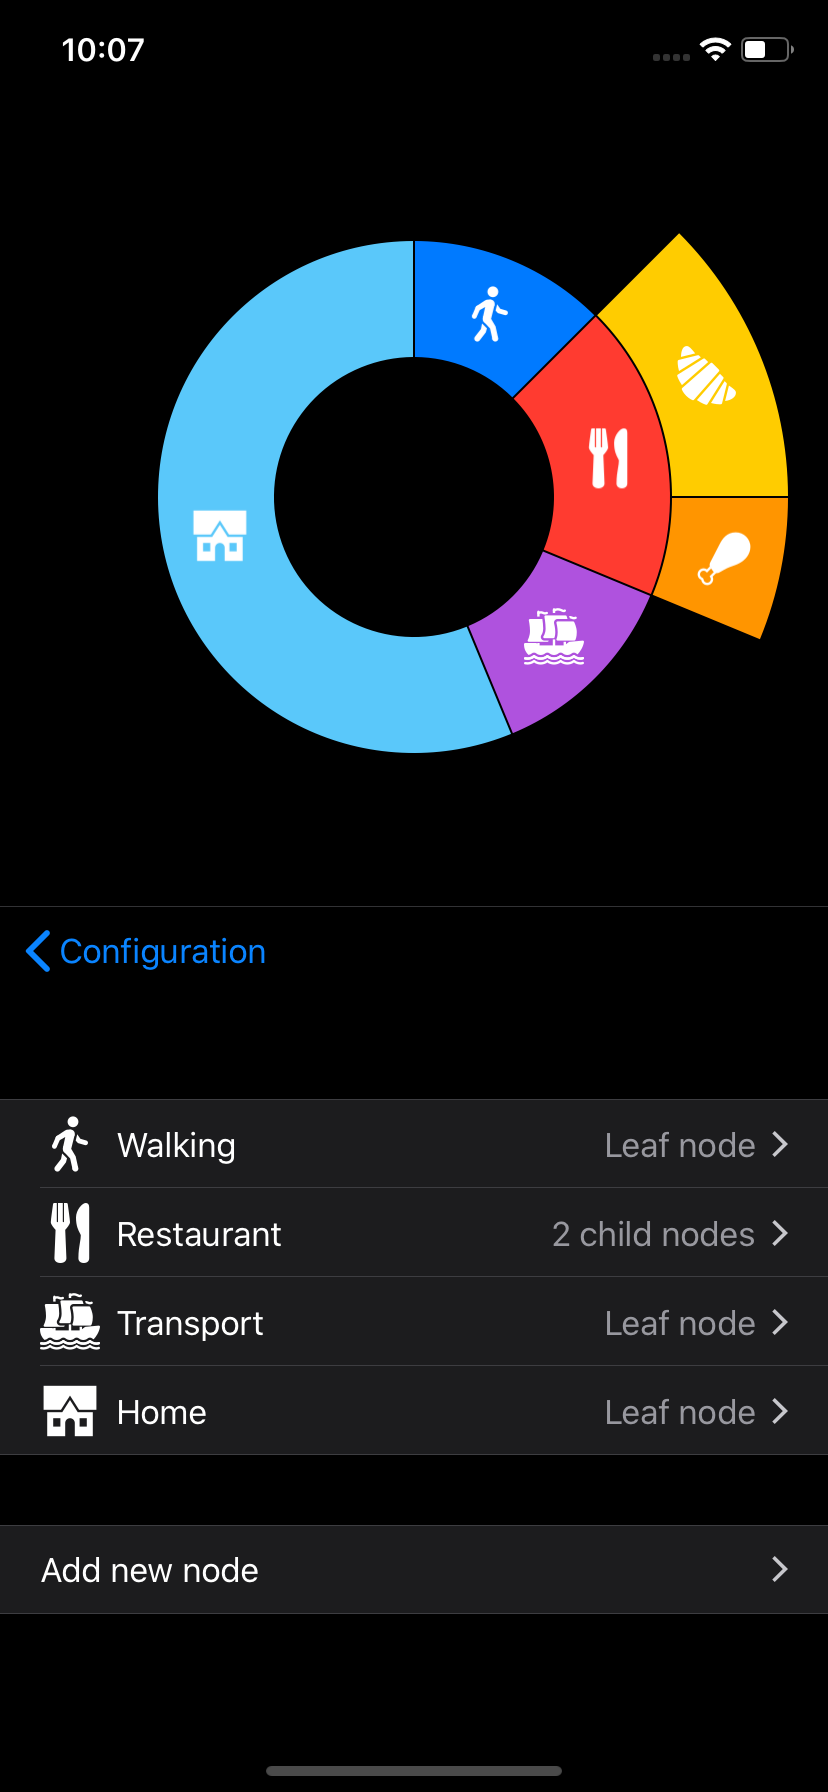 10:07
Configuration
Walking Leaf node
Restaurant 2 child nodes
Transport Leaf node
Home Leaf node
Add new node